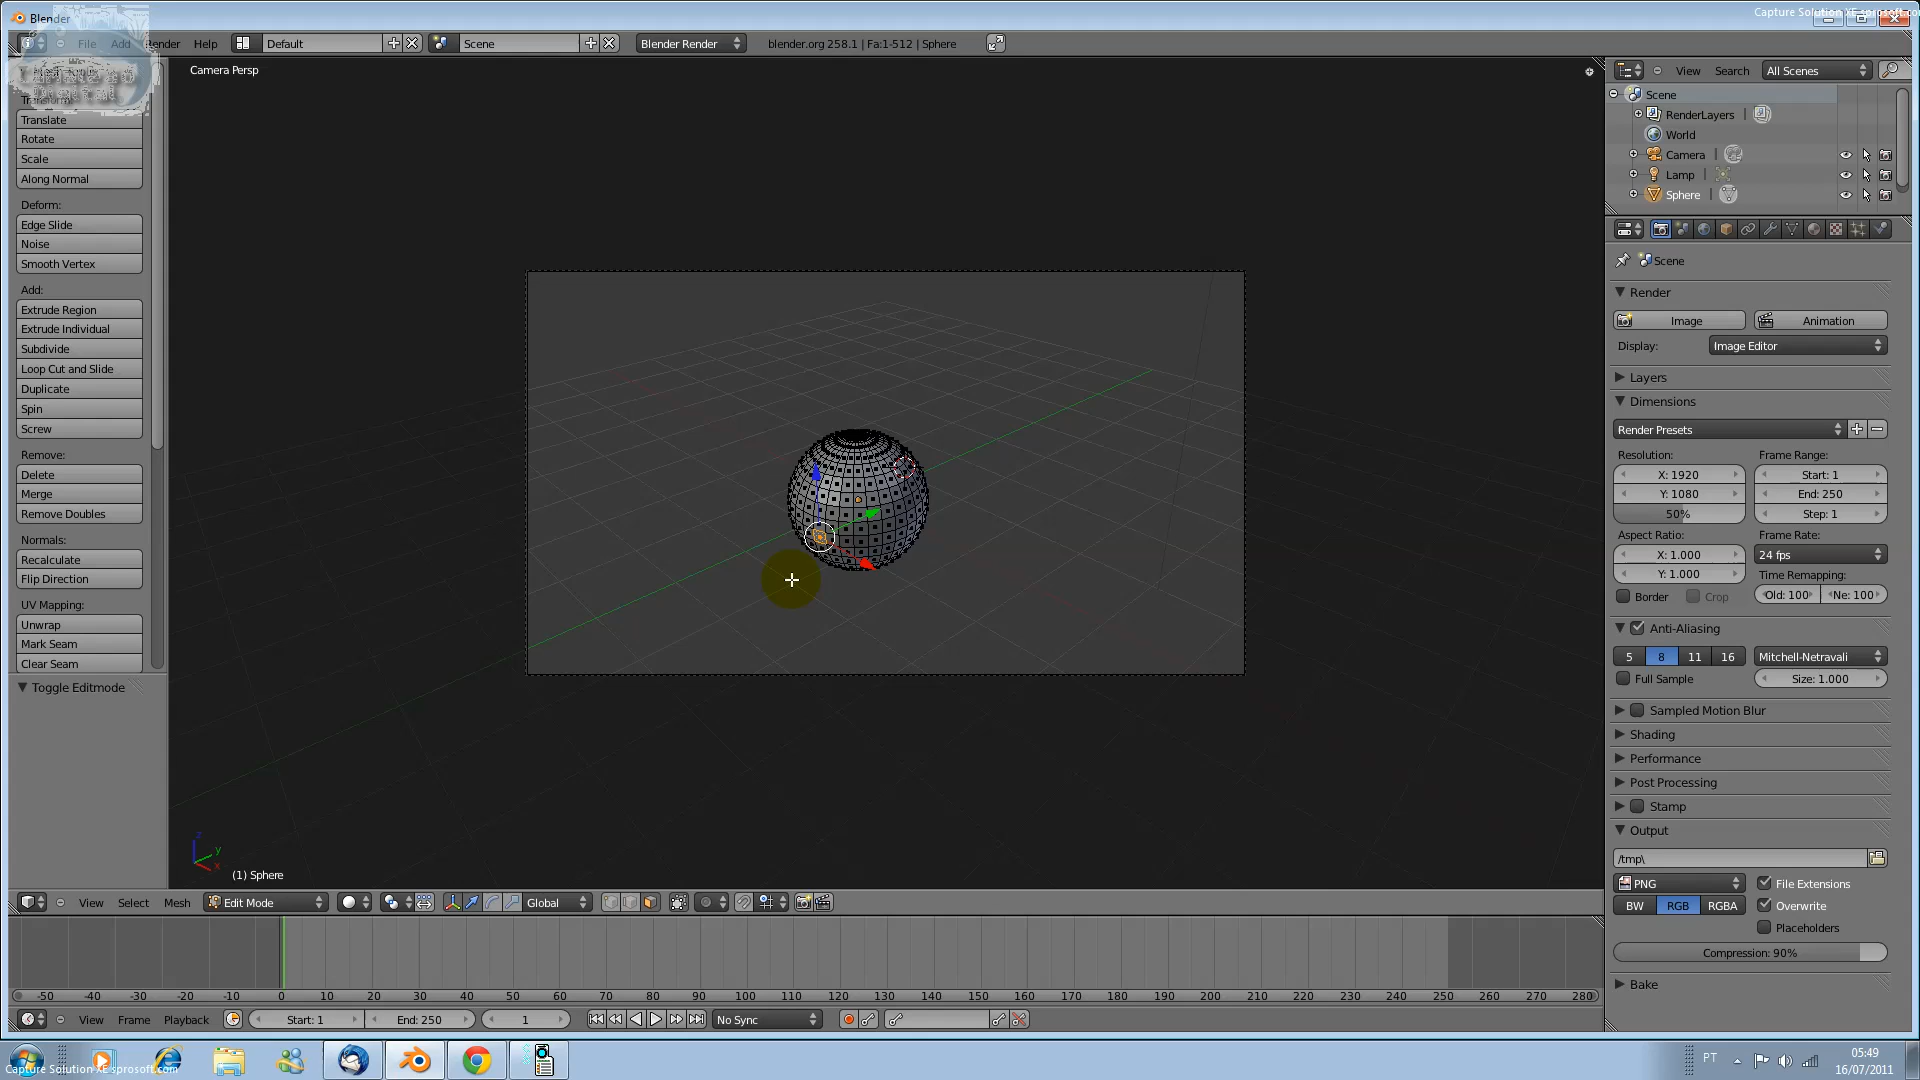 Blender
Capture Solution XE sprosoft.co
File Add Render Help Default Scene Blender Render blender.org 258.1 | Fa:1-512 | Sphere
Camera Persp
Transform:
Translate
Rotate
Scale
Along Normal
Deform:
Edge Slide
Noise
Smooth Vertex
Add:
Extrude Region
Extrude Individual
Subdivide
Loop Cut and Slide
Duplicate
Spin
Screw
Remove:
Delete
Merge
Remove Doubles
Normals:
Recalculate
Flip Direction
UV Mapping:
Unwrap
Mark Seam
Clear Seam
Toggle Editmode
z
y
x
(1) Sphere
View Select Mesh Edit Mode Global
-50 -40 -30 -20 -10 0 10 20 30 40 50 60 70 80 90 100 110 120 130 140 150 160 170 180 190 200 210 220 230 240 250 260 270 280
View Frame Playback Start: 1 End: 250 1 No Sync
View Search All Scenes
Scene
RenderLayers |
World
Camera |
Lamp |
Sphere |
Scene
Render
Image Animation
Display: Image Editor
Layers
Dimensions
Render Presets
Resolution: Frame Range:
X: 1920 Start: 1
Y: 1080 End: 250
50% Step: 1
Aspect Ratio: Frame Rate:
X: 1.000 24 fps
Y: 1.000 Time Remapping:
Border Crop Old: 100 Ne: 100
Anti-Aliasing
5 8 11 16 Mitchell-Netravali
Full Sample Size: 1.000
Sampled Motion Blur
Shading
Performance
Post Processing
Stamp
Output
/tmp\
PNG File Extensions
BW RGB RGBA Overwrite
Placeholders
Compression: 90%
Bake
Capture Solution XE sprosoft.com
PT
05:49
16/07/2011